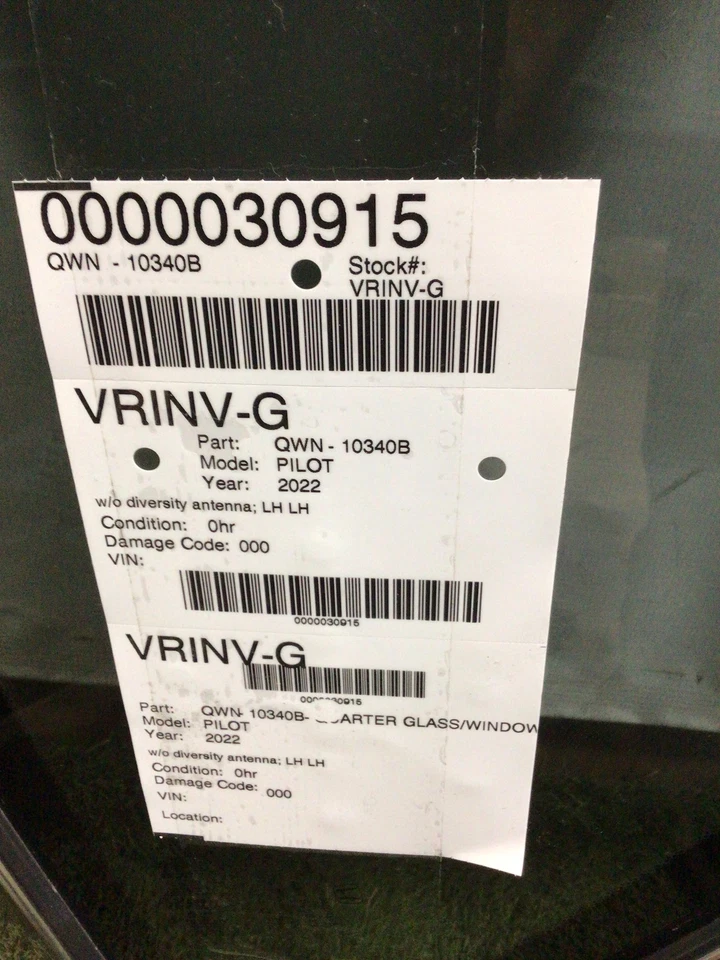 0000030915
QWN - 10340B
Stock#:
VRINV-G
VRINV-G
Part: QWN - 10340B
Model: PILOT
Year: 2022
w/o diversity antenna; LH LH
Condition: 0hr
Damage Code: 000
VIN:
0000030915
VRINV-G
Part: QWN- 10340B- GLASS/WINDOW
Model: PILOT
Year: 2022
w/o diversity antenna; LH LH
Condition: 0hr
Damage Code: 000
VIN:
Location: